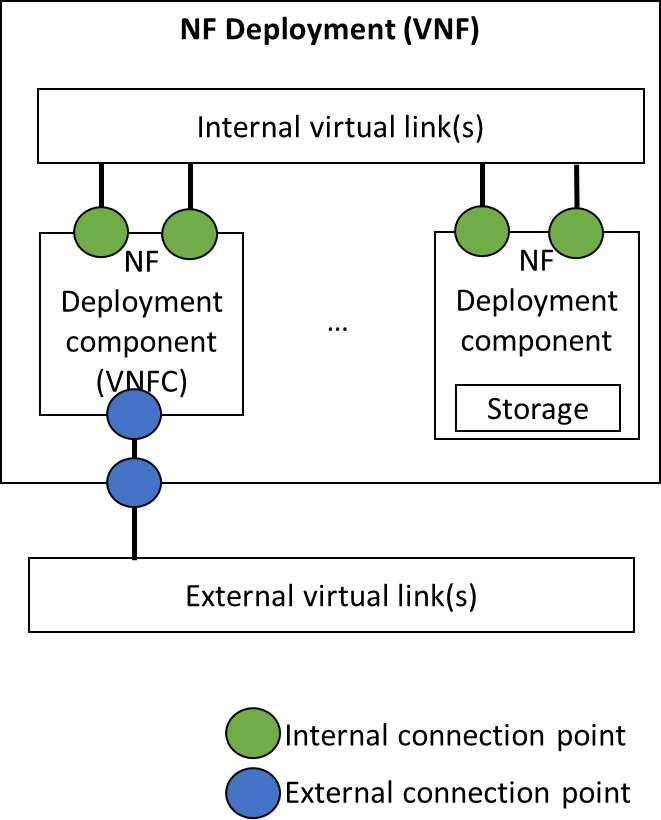 NF Deployment (VNF)
Internal virtual link(s)
NF
Deployment
component
(VNFC)
...
NF
Deployment
component
Storage
External virtual link(s)
Internal connection point
External connection point